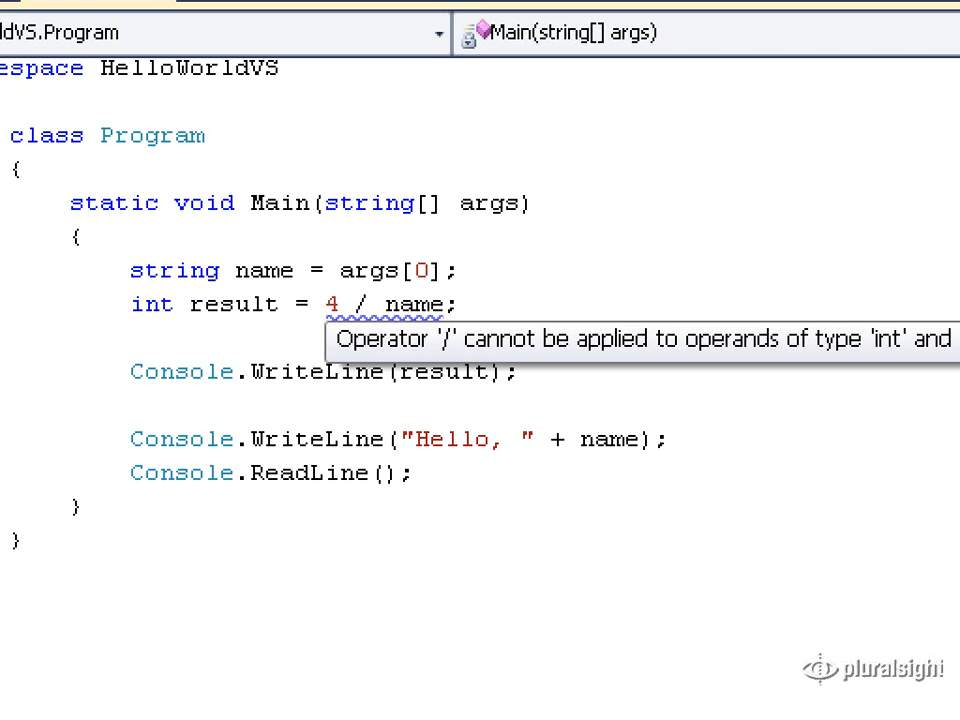 ldVS.Program
Main(string[] args)
espace HelloWorldVS
class Program
{
static void Main(string[] args)
{
string name = args[0];
int result = 4 / name;
Operator '/' cannot be applied to operands of type 'int' and
Console.WriteLine(result);
Console.WriteLine("Hello, " + name);
Console.ReadLine();
}
}
pluralsight